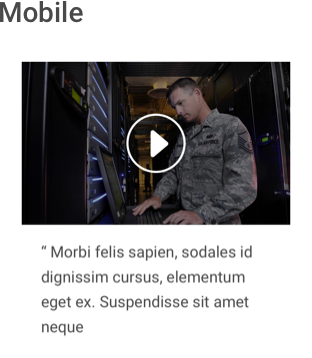 Mobile
“ Morbi felis sapien, sodales id
dignissim cursus, elementum
eget ex. Suspendisse sit amet
neque